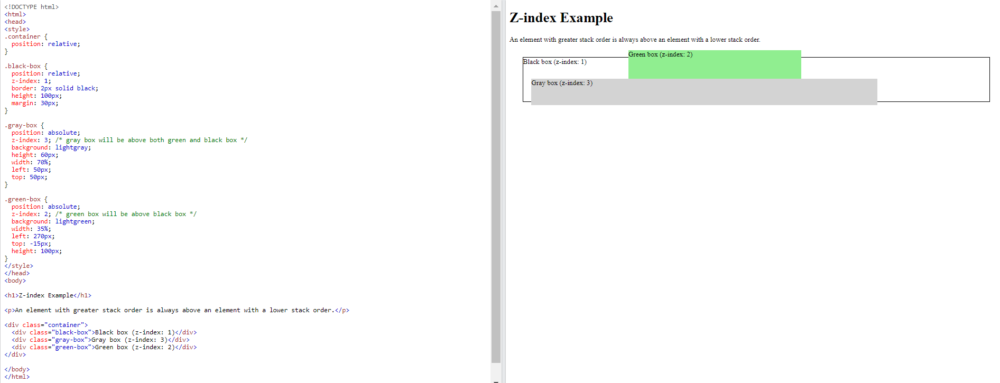 <!DOCTYPE html>
<html>
<head>
<style>
.container {
  position: relative;
}

.black-box {
  position: relative;
  z-index: 1;
  border: 2px solid black;
  height: 100px;
  margin: 30px;
}

.gray-box {
  position: absolute;
  z-index: 3; /* gray box will be above both green and black box */
  background: lightgray;
  height: 60px;
  width: 70%;
  left: 50px;
  top: 50px;
}

.green-box {
  position: absolute;
  z-index: 2; /* green box will be above black box */
  background: lightgreen;
  width: 35%;
  left: 270px;
  top: -15px;
  height: 100px;
}
</style>
</head>
<body>

<h1>Z-index Example</h1>

<p>An element with greater stack order is always above an element with a lower stack order.</p>

<div class="container">
  <div class="black-box">Black box (z-index: 1)</div>
  <div class="gray-box">Gray box (z-index: 3)</div>
  <div class="green-box">Green box (z-index: 2)</div>
</div>

</body>
</html>
Z-index Example
An element with greater stack order is always above an element with a lower stack order.
Green box (z-index: 2)
Black box (z-index: 1)
Gray box (z-index: 3)